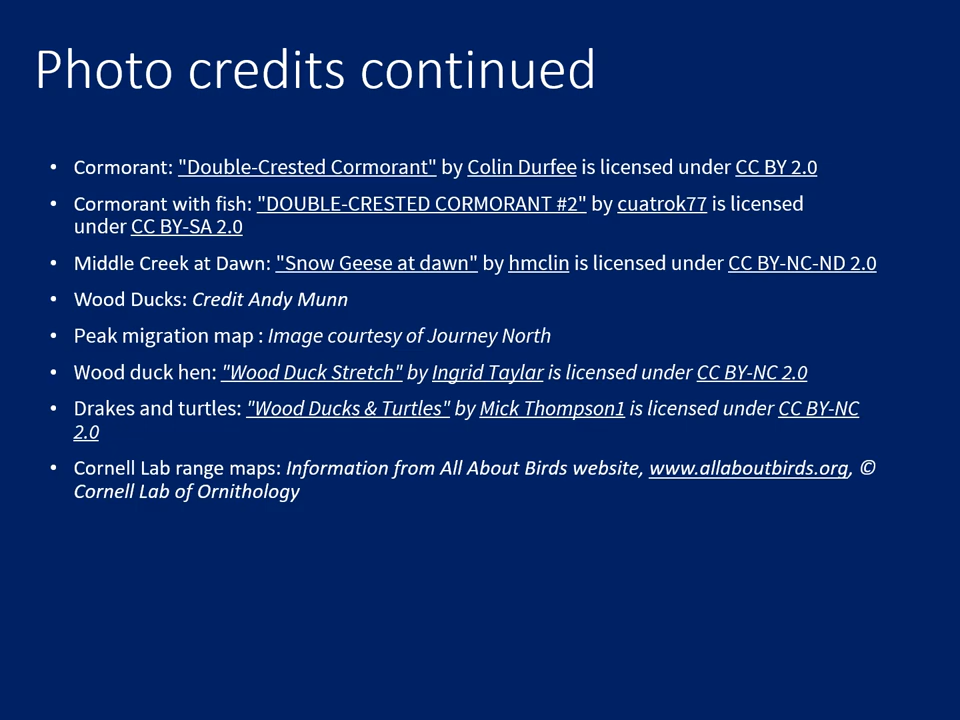 Photo credits continued
• Cormorant: "Double-Crested Cormorant" by Colin Durfee is licensed under CC BY 2.0
• Cormorant with fish: "DOUBLE-CRESTED CORMORANT #2" by cuatrok77 is licensed
under CC BY-SA 2.0
• Middle Creek at Dawn: "Snow Geese at dawn" by hmclin is licensed under CC BY-NC-ND 2.0
• Wood Ducks: Credit Andy Munn
• Peak migration map : Image courtesy of Journey North
• Wood duck hen: "Wood Duck Stretch" by Ingrid Taylar is licensed under CC BY-NC 2.0
• Drakes and turtles: "Wood Ducks & Turtles" by Mick Thompson1 is licensed under CC BY-NC
2.0
• Cornell Lab range maps: Information from All About Birds website, www.allaboutbirds.org, ©
Cornell Lab of Ornithology